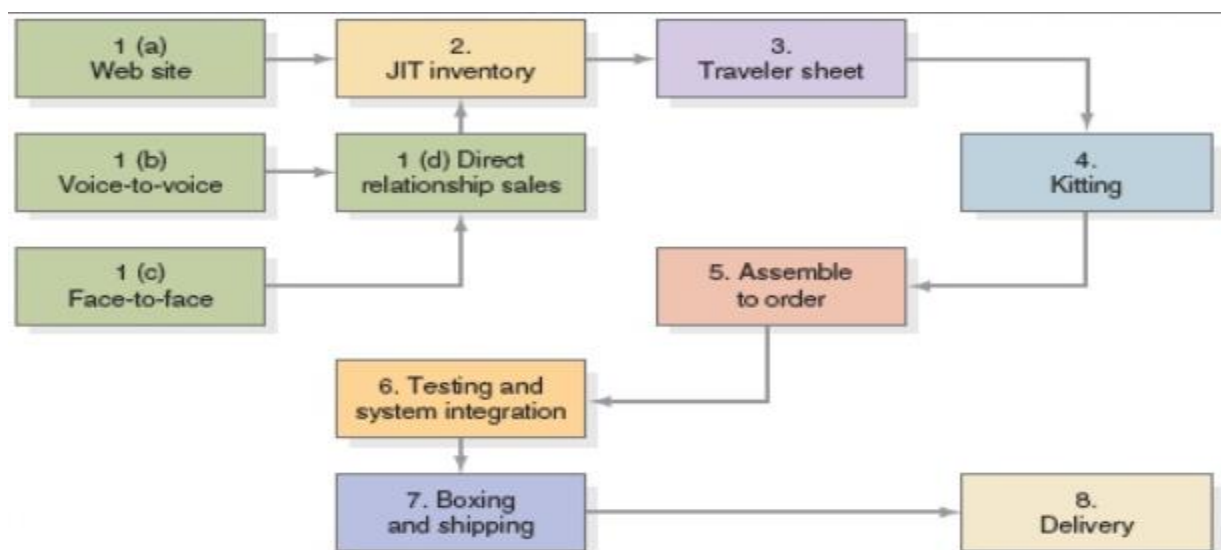 1 (a)
Web site
2.
JIT inventory
3.
Traveler sheet
1 (b)
Voice-to-voice
1 (d) Direct
relationship sales
4.
Kitting
1 (c)
Face-to-face
5. Assemble
to order
6. Testing and
system integration
7. Boxing
and shipping
8.
Delivery